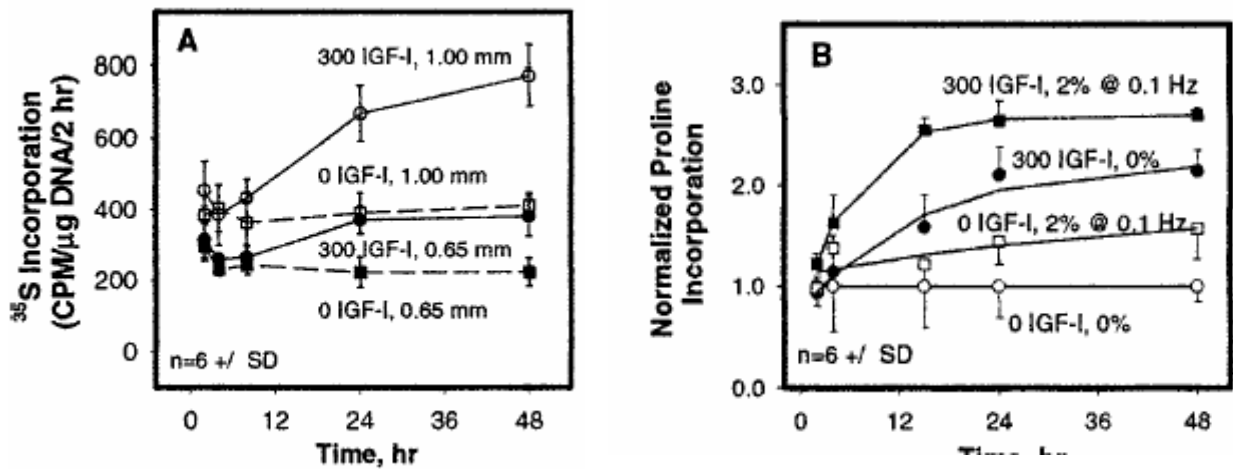 A
300 IGF-I, 1.00 mm
0 IGF-I, 1.00 mm
300 IGF-I, 0.65 mm
0 IGF-I, 0.65 mm
n=6 +/ SD
800
600
400
200
0
0 12 24 36 48
Time, hr
³⁵S Incorporation
(CPM/µg DNA/2 hr)
B
300 IGF-I, 2% @ 0.1 Hz
300 IGF-I, 0%
0 IGF-I, 2% @ 0.1 Hz
0 IGF-I, 0%
n=6 +/ SD
3.0
2.0
1.0
0.0
0 12 24 36 48
Time, hr
Normalized Proline
Incorporation